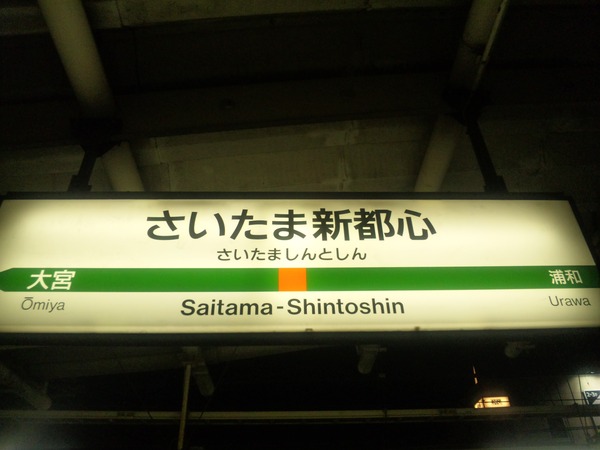 さいたま新都心
さいたましんとしん
大宮
浦和
Ōmiya
Saitama-Shintoshin
Urawa